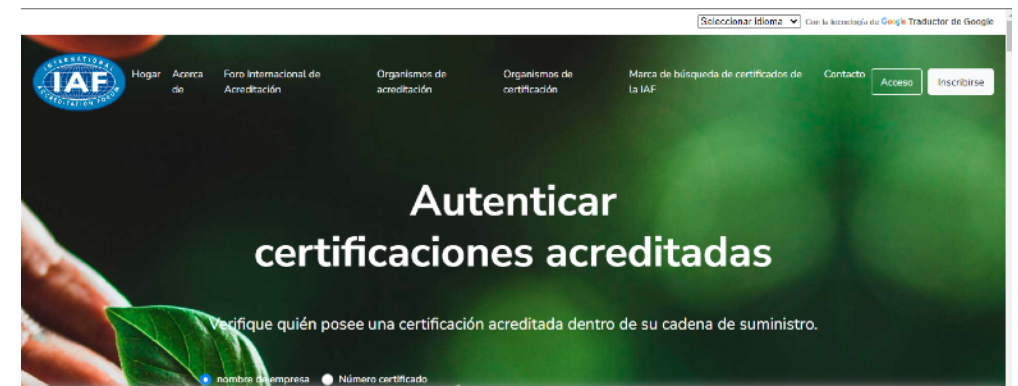 Seleccionar idioma Con la tecnología de Google Traductor de Google
INTERNATIONAL
IAF
ACCREDITATION FORUM
Hogar Acerca de Foro Internacional de Acreditación Organismos de acreditación Organismos de certificación Marca de búsqueda de certificados de la IAF Contacto Acceso Inscribirse
Autenticar
certificaciones acreditadas
Verifique quién posee una certificación acreditada dentro de su cadena de suministro.
nombre de empresa Número certificado